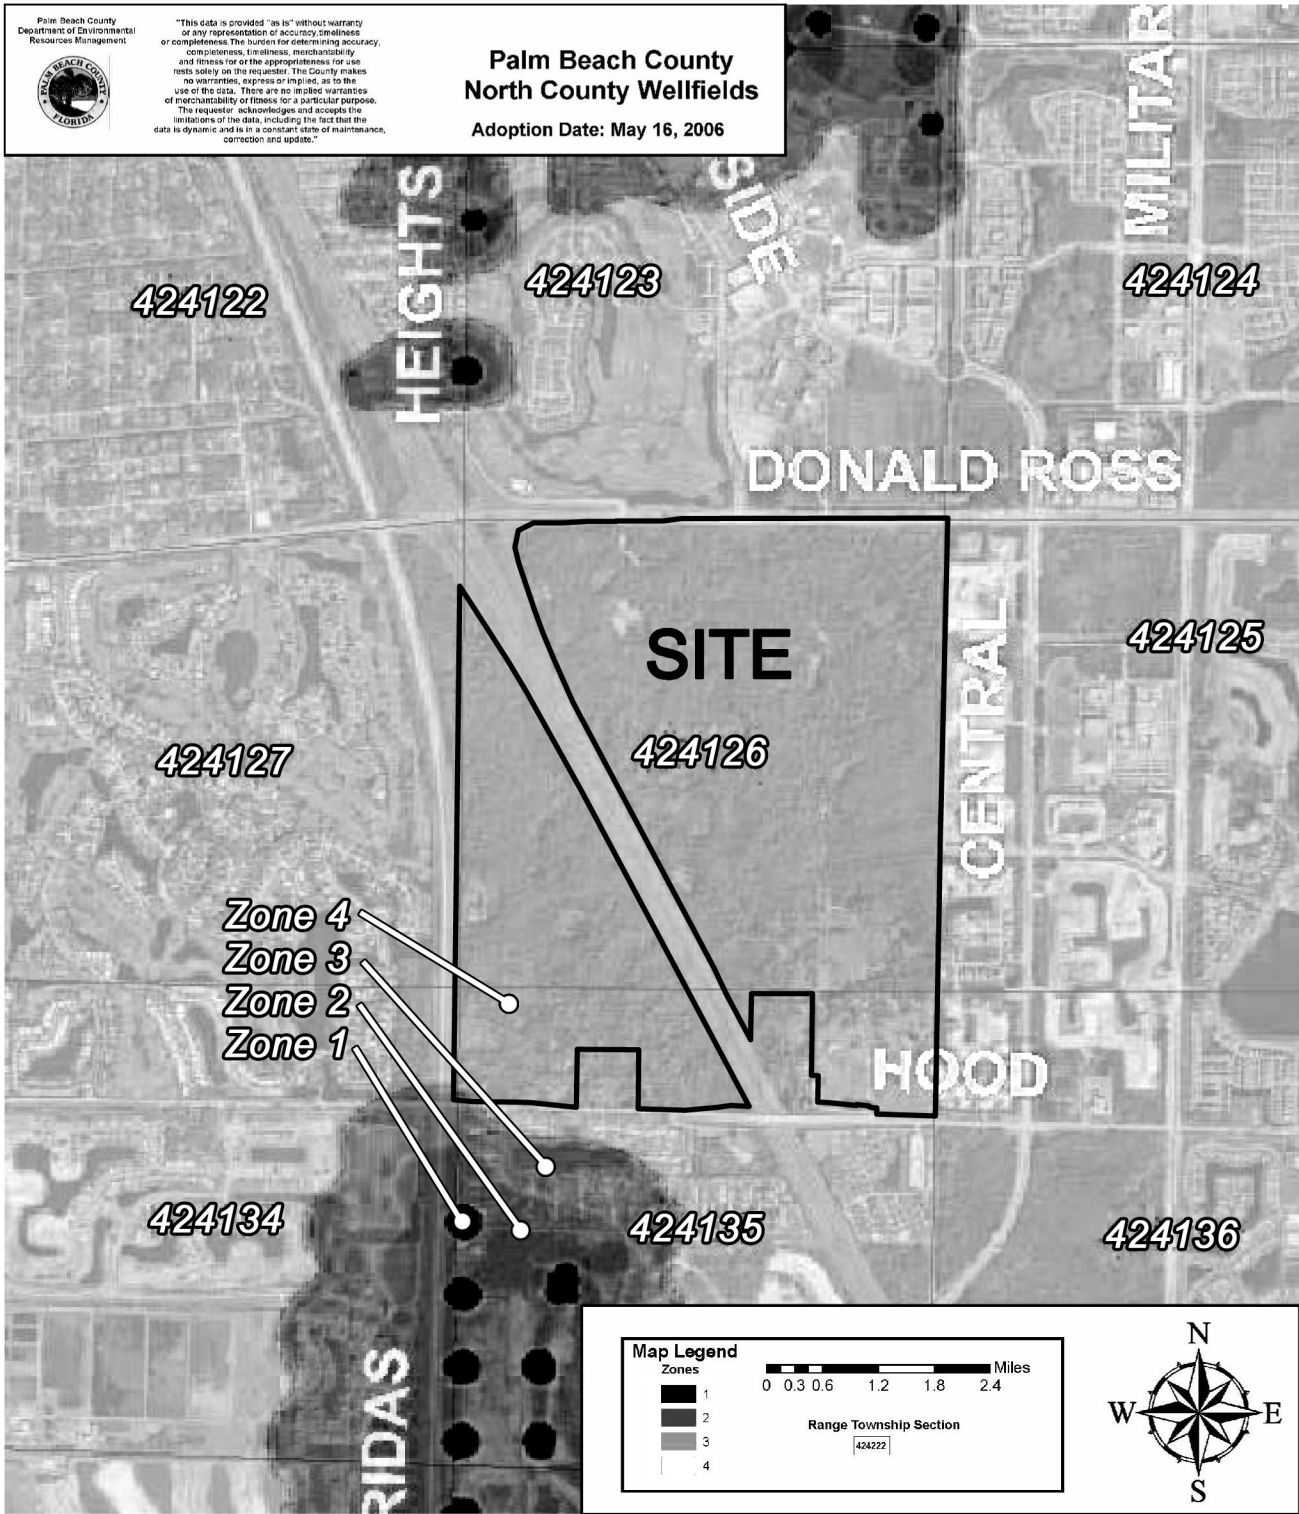 Palm Beach County
Department of Environmental
Resources Management
PALM BEACH COUNTY
FLORIDA
"This data is provided "as is" without warranty
or any representation of accuracy,timeliness
or completeness.The burden for determining accuracy,
completeness, timeliness, merchantability
and fitness for or the appropriateness for use
rests solely on the requester. The County makes
no warranties, express or implied, as to the
use of the data. There are no implied warranties
of merchantability or fitness for a particular purpose.
The requestor acknowledges and accepts the
limitations of the data, including the fact that the
data is dynamic and is in a constant state of maintenance,
correction and update."
Palm Beach County
North County Wellfields
Adoption Date: May 16, 2006
MILITAR
SIDE
HEIGHTS
424122
424123
424124
DONALD ROSS
SITE
424125
424126
424127
CENTRAL
Zone 4
Zone 3
Zone 2
Zone 1
HOOD
424134
424135
424136
RIDAS
Map Legend
Zones
1
2
3
4
Miles
0 0.3 0.6 1.2 1.8 2.4
Range Township Section
424222
N
W
E
S